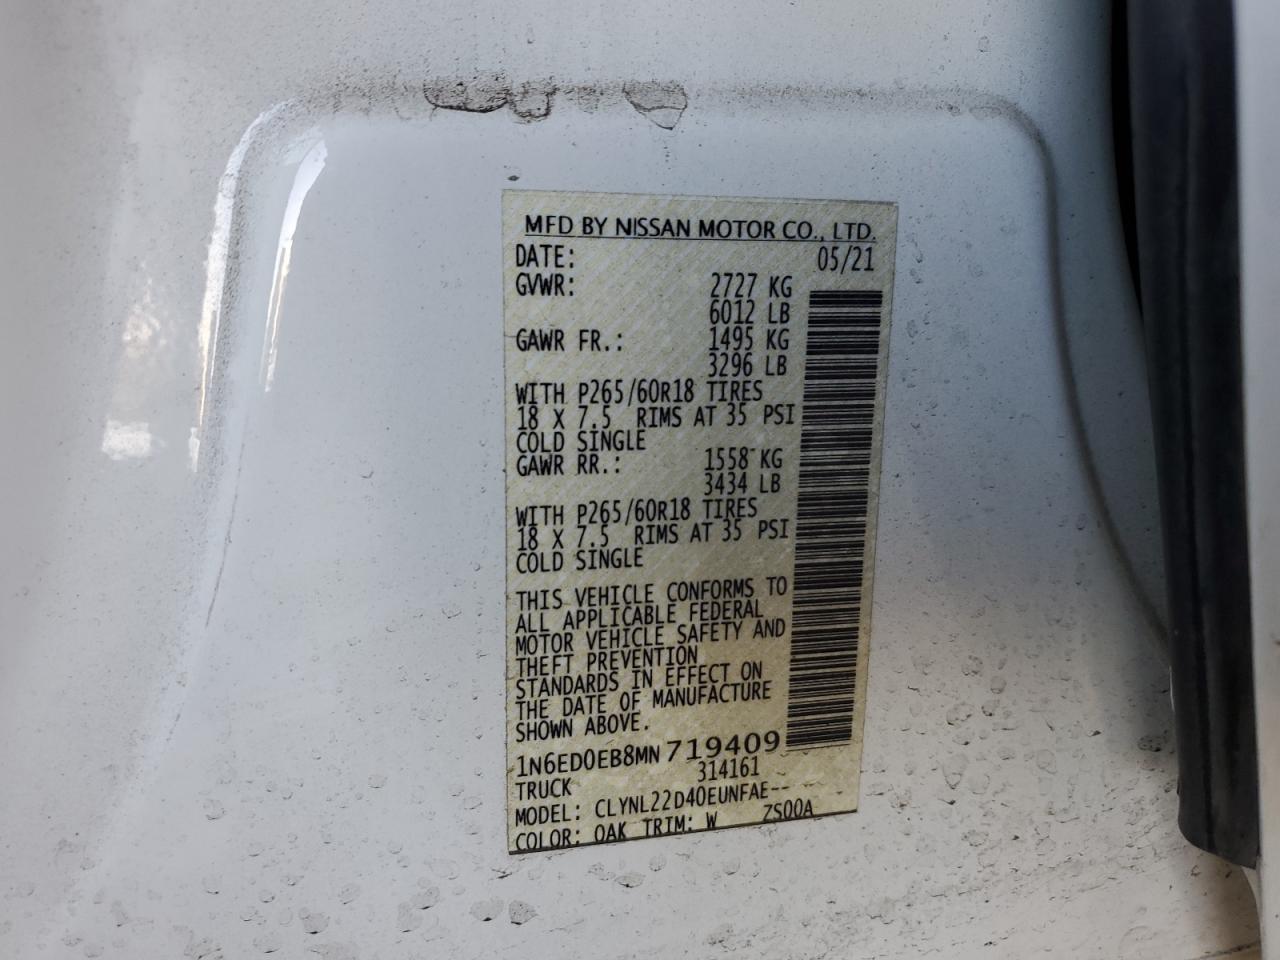 MFD BY NISSAN MOTOR CO., LTD.
DATE: 05/21
GVWR: 2727 KG
6012 LB
GAWR FR.: 1495 KG
3296 LB
WITH P265/60R18 TIRES
18 X 7.5 RIMS AT 35 PSI
COLD SINGLE
GAWR RR.: 1558 KG
3434 LB
WITH P265/60R18 TIRES
18 X 7.5 RIMS AT 35 PSI
COLD SINGLE
THIS VEHICLE CONFORMS TO
ALL APPLICABLE FEDERAL
MOTOR VEHICLE SAFETY AND
THEFT PREVENTION
STANDARDS IN EFFECT ON
THE DATE OF MANUFACTURE
SHOWN ABOVE.
1N6ED0EB8MN 719409
TRUCK 314161
MODEL: CLYNL22D40EUNFAE--
COLOR: QAK TRIM: W ZS00A